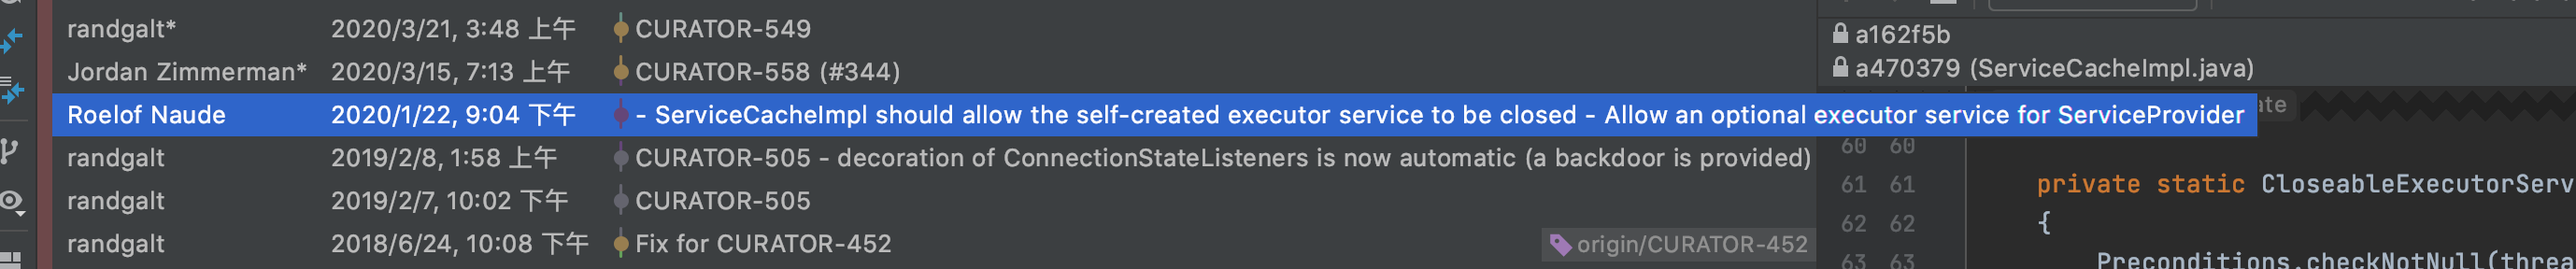 randgalt* 2020/3/21, 3:48 上午 CURATOR-549
Jordan Zimmerman* 2020/3/15, 7:13 上午 CURATOR-558 (#344)
Roelof Naude 2020/1/22, 9:04 下午 - ServiceCacheImpl should allow the self-created executor service to be closed - Allow an optional executor service for ServiceProvider
randgalt 2019/2/8, 1:58 上午 CURATOR-505 - decoration of ConnectionStateListeners is now automatic (a backdoor is provided)
randgalt 2019/2/7, 10:02 下午 CURATOR-505
randgalt 2018/6/24, 10:08 下午 Fix for CURATOR-452 origin/CURATOR-452
a162f5b
a470379 (ServiceCacheImpl.java)
60 60
61 61 private static CloseableExecutorServ
62 62 {
63 63 Preconditions.checkNotNull(threa